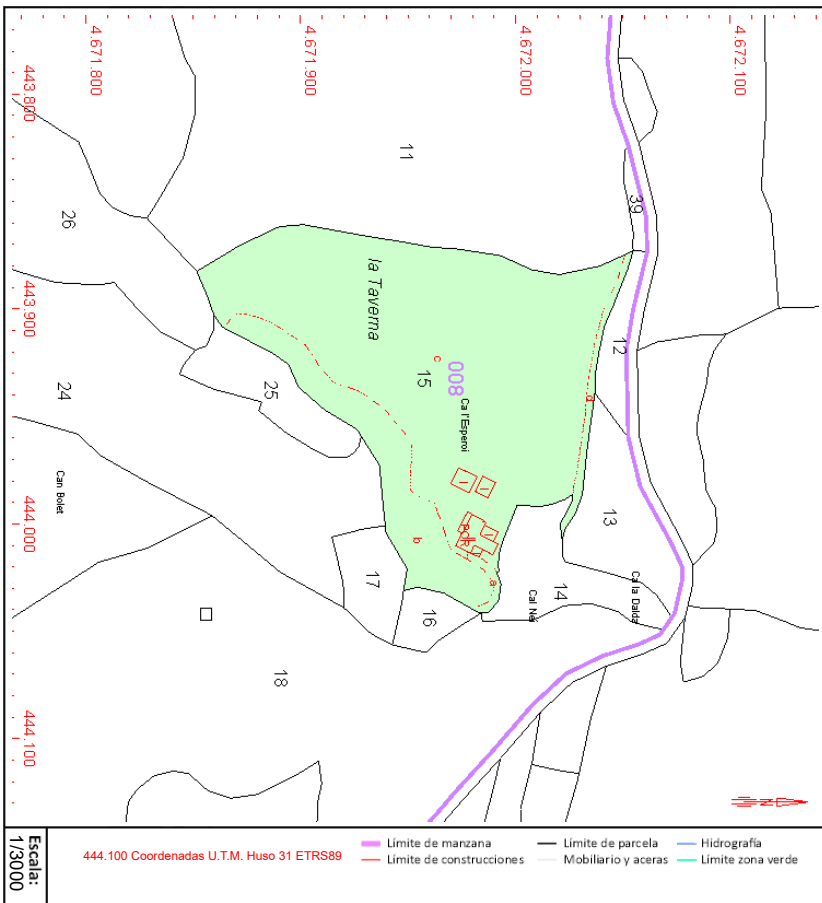 4.671.800
4.671.900
4.672.000
4.672.100
443.800
443.900
444.000
444.100
11
39
26
la Taverna
12
c
008
15
d
25
Ca l'Esperoi
24
Can Bolet
13
b
a
17
14
Cal Nei
Ca la Dalda
16
18
Escala:
1/3000
444.100 Coordenadas U.T.M. Huso 31 ETRS89
Límite de manzana
Límite de construcciones
Límite de parcela
Mobiliario y aceras
Hidrografía
Límite zona verde